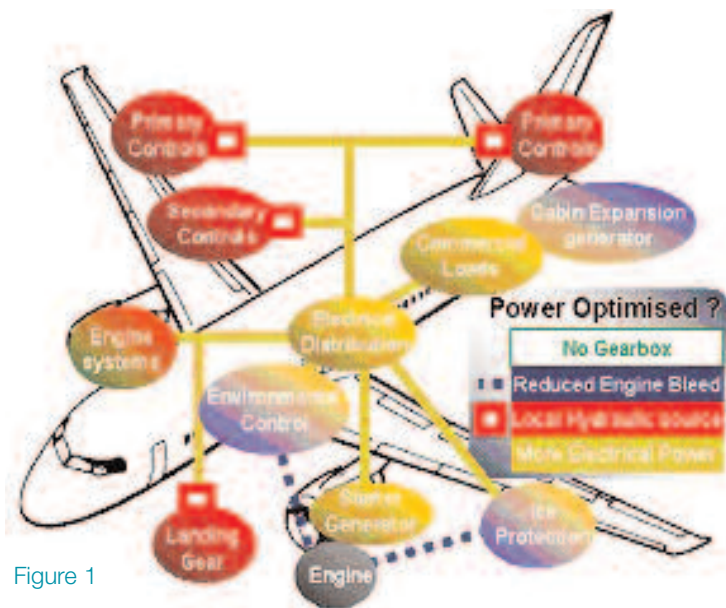 Primary
Controls
Primary
Controls
Secondary
Controls
Cabin Expansion
generator
Commercial
Loads
Power Optimised ?
No Gearbox
Reduced Engine Bleed
Local Hydraulic source
More Electrical Power
Engine
systems
Electrical
Distribution
Environmental
Control
Starter
Generator
Ice
Protection
Landing
Gear
Engine
Figure 1